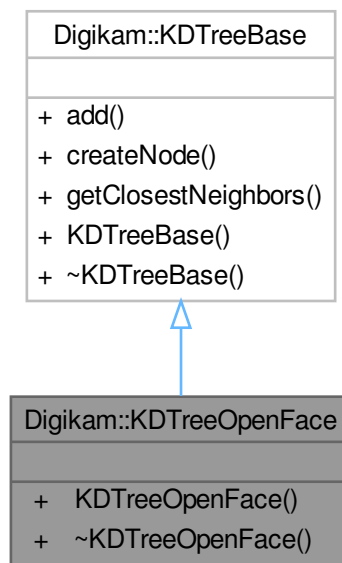 Digikam::KDTreeBase
+ add()
+ createNode()
+ getClosestNeighbors()
+ KDTreeBase()
+ ~KDTreeBase()
Digikam::KDTreeOpenFace
+ KDTreeOpenFace()
+ ~KDTreeOpenFace()